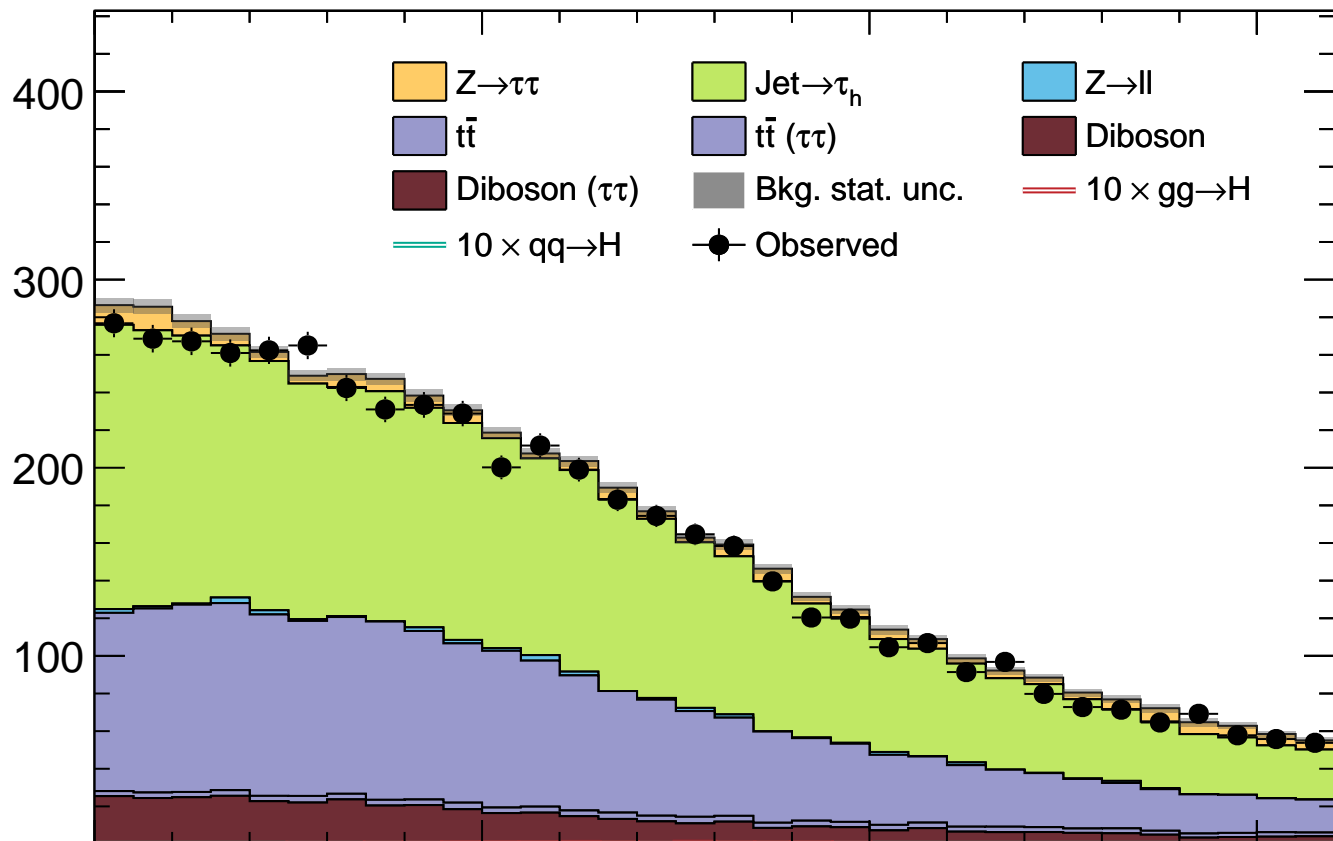 400
Z→ττ Jet→τh Z→ll
tt̄ tt̄ (ττ) Diboson
Diboson (ττ) Bkg. stat. unc. 10 × gg→H
10 × qq→H Observed
300
200
100